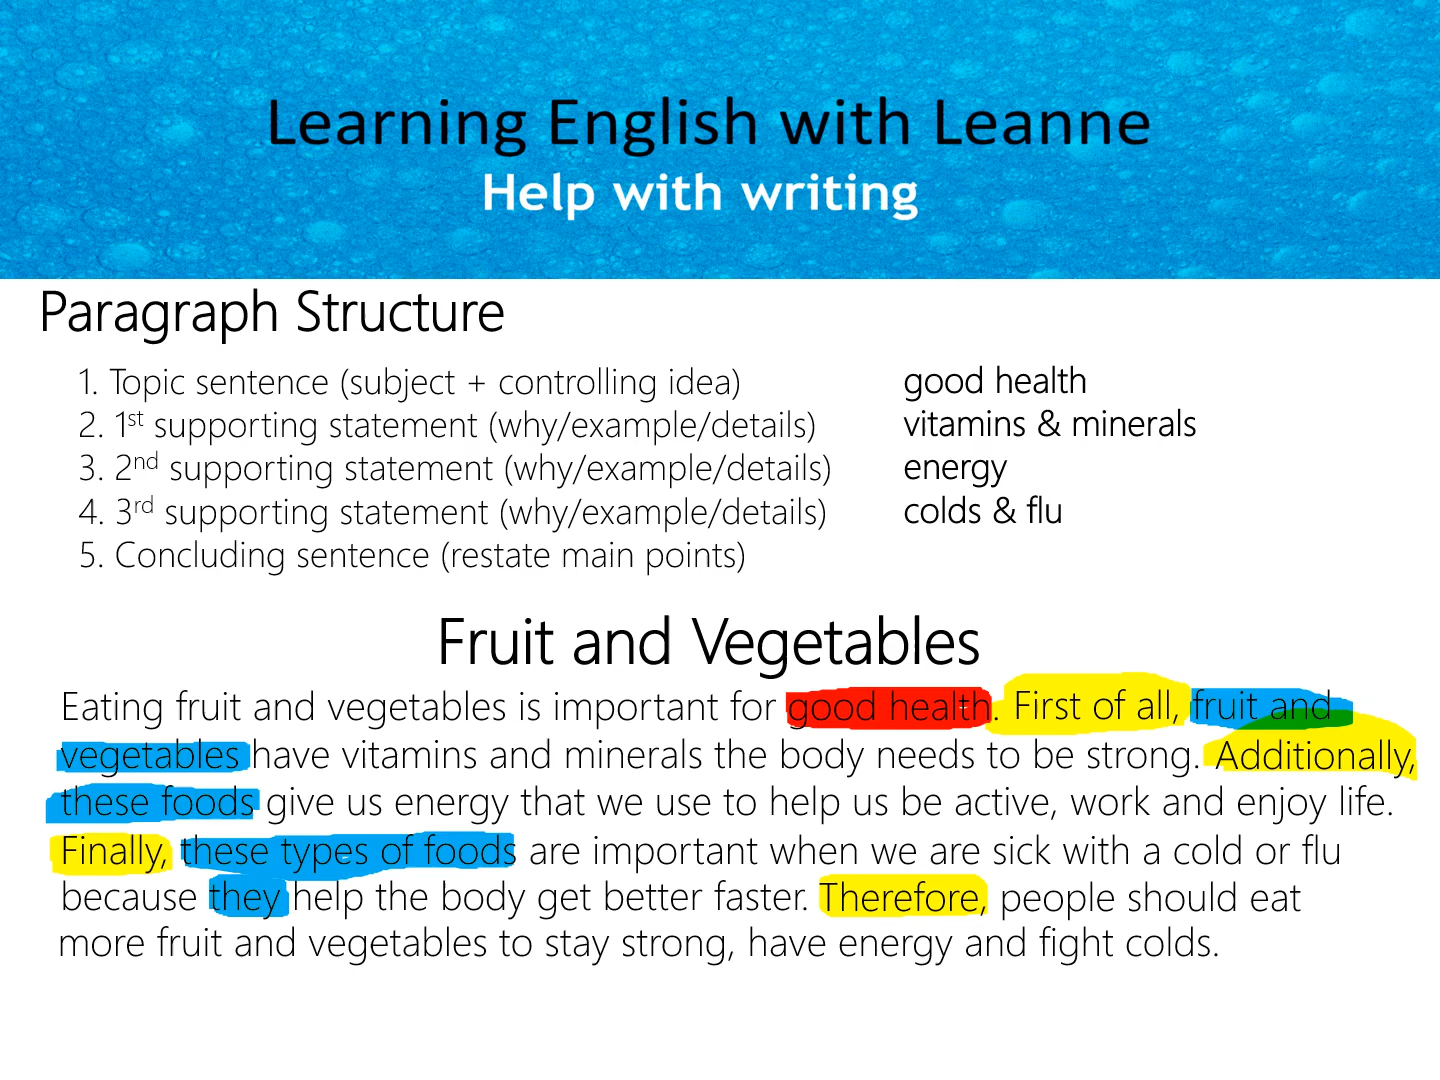 Learning English with Leanne
Help with writing
Paragraph Structure
1. Topic sentence (subject + controlling idea) good health
2. 1st supporting statement (why/example/details) vitamins & minerals
3. 2nd supporting statement (why/example/details) energy
4. 3rd supporting statement (why/example/details) colds & flu
5. Concluding sentence (restate main points)
Fruit and Vegetables
Eating fruit and vegetables is important for good health. First of all, fruit and
vegetables have vitamins and minerals the body needs to be strong. Additionally,
these foods give us energy that we use to help us be active, work and enjoy life.
Finally, these types of foods are important when we are sick with a cold or flu
because they help the body get better faster. Therefore, people should eat
more fruit and vegetables to stay strong, have energy and fight colds.